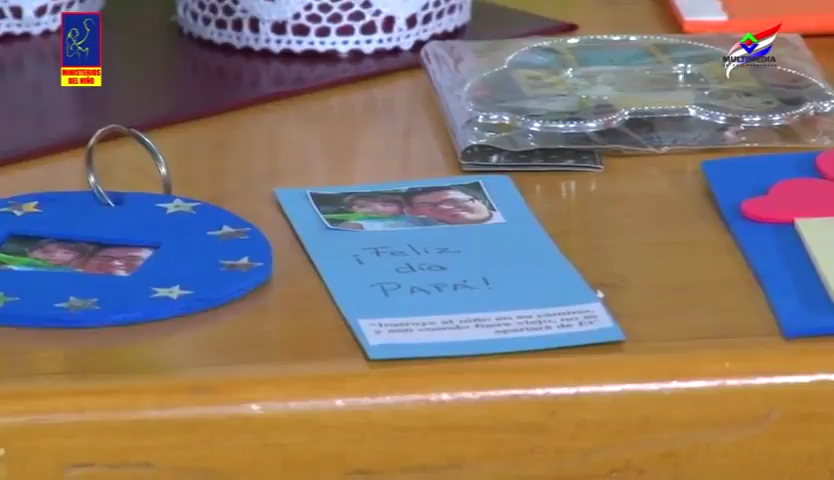 MINISTERIOS
DEL NIÑO
MULTIMEDIA
¡Feliz
día
PAPÁ!
"Instruye al niño en su camino,
y aun cuando fuere viejo, no se
apartará de Él"